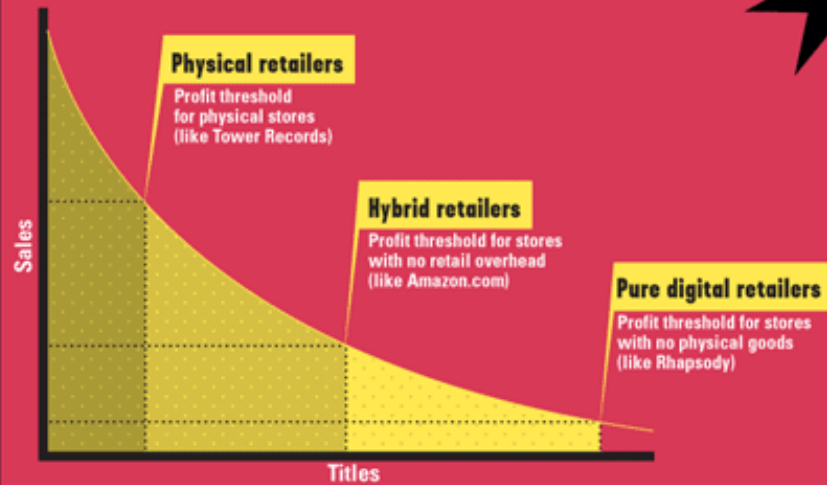 Physical retailers
Profit threshold
for physical stores
(like Tower Records)
Hybrid retailers
Profit threshold for stores
with no retail overhead
(like Amazon.com)
Pure digital retailers
Profit threshold for stores
with no physical goods
(like Rhapsody)
Sales
Titles